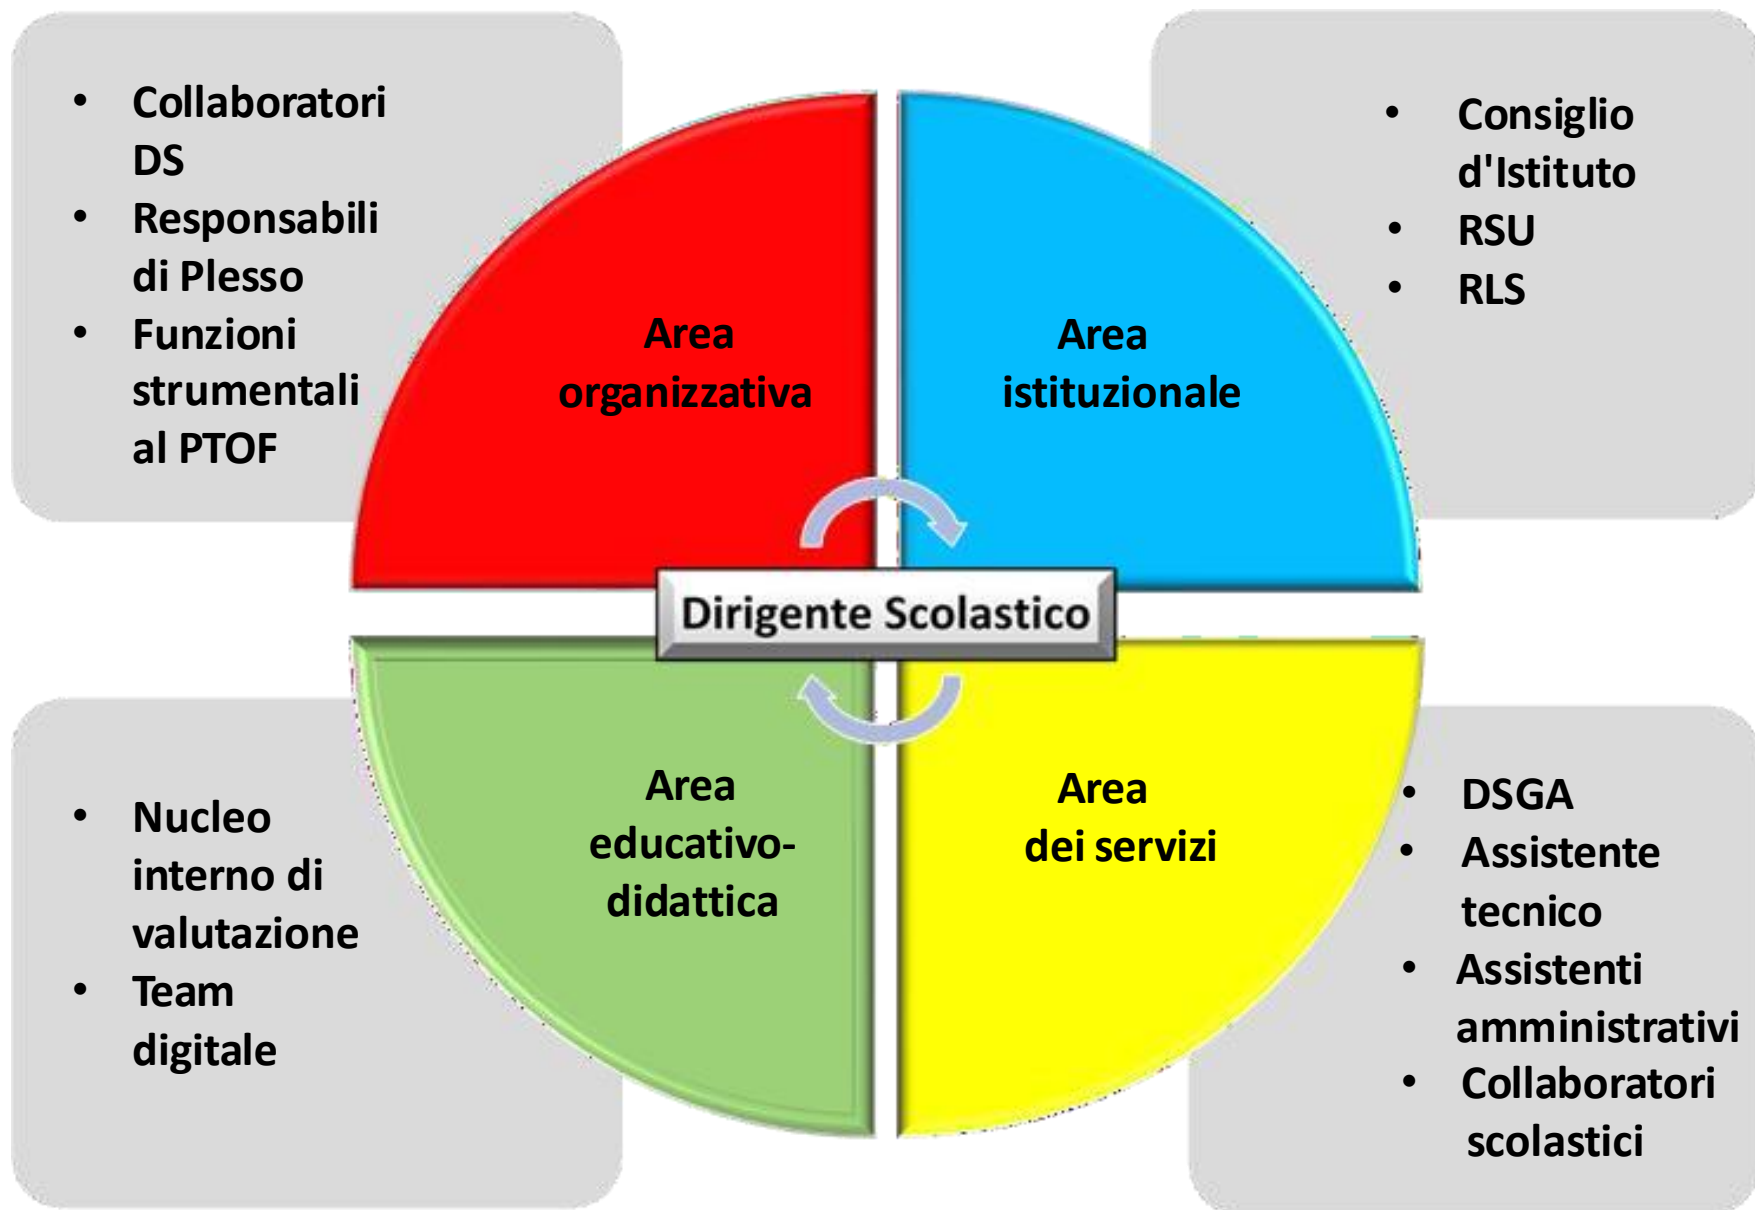 Collaboratori
DS
Responsabili
di Plesso
Funzioni
strumentali
al PTOF
Area
organizzativa
Area
istituzionale
Consiglio
d'Istituto
RSU
RLS
Dirigente Scolastico
Nucleo
interno di
valutazione
Team
digitale
Area
educativo-
didattica
Area
dei servizi
DSGA
Assistente
tecnico
Assistenti
amministrativi
Collaboratori
scolastici